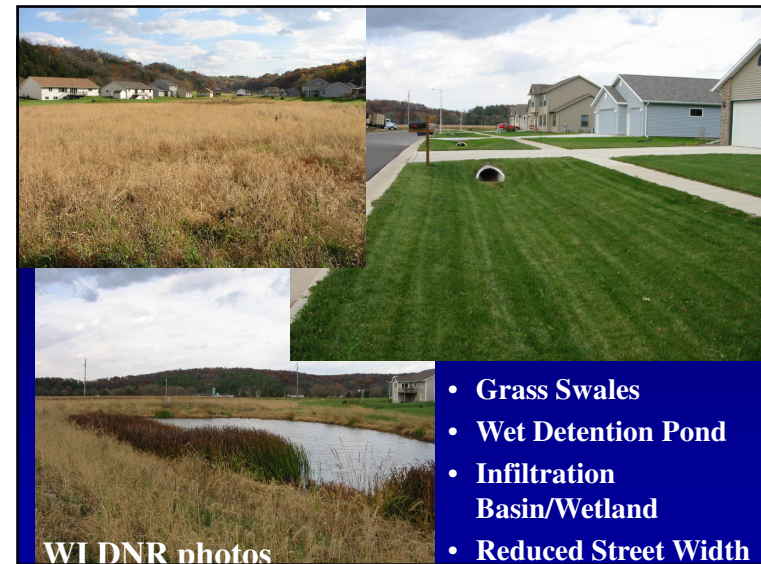 • Grass Swales
• Wet Detention Pond
• Infiltration
Basin/Wetland
• Reduced Street Width
WI DNR photos